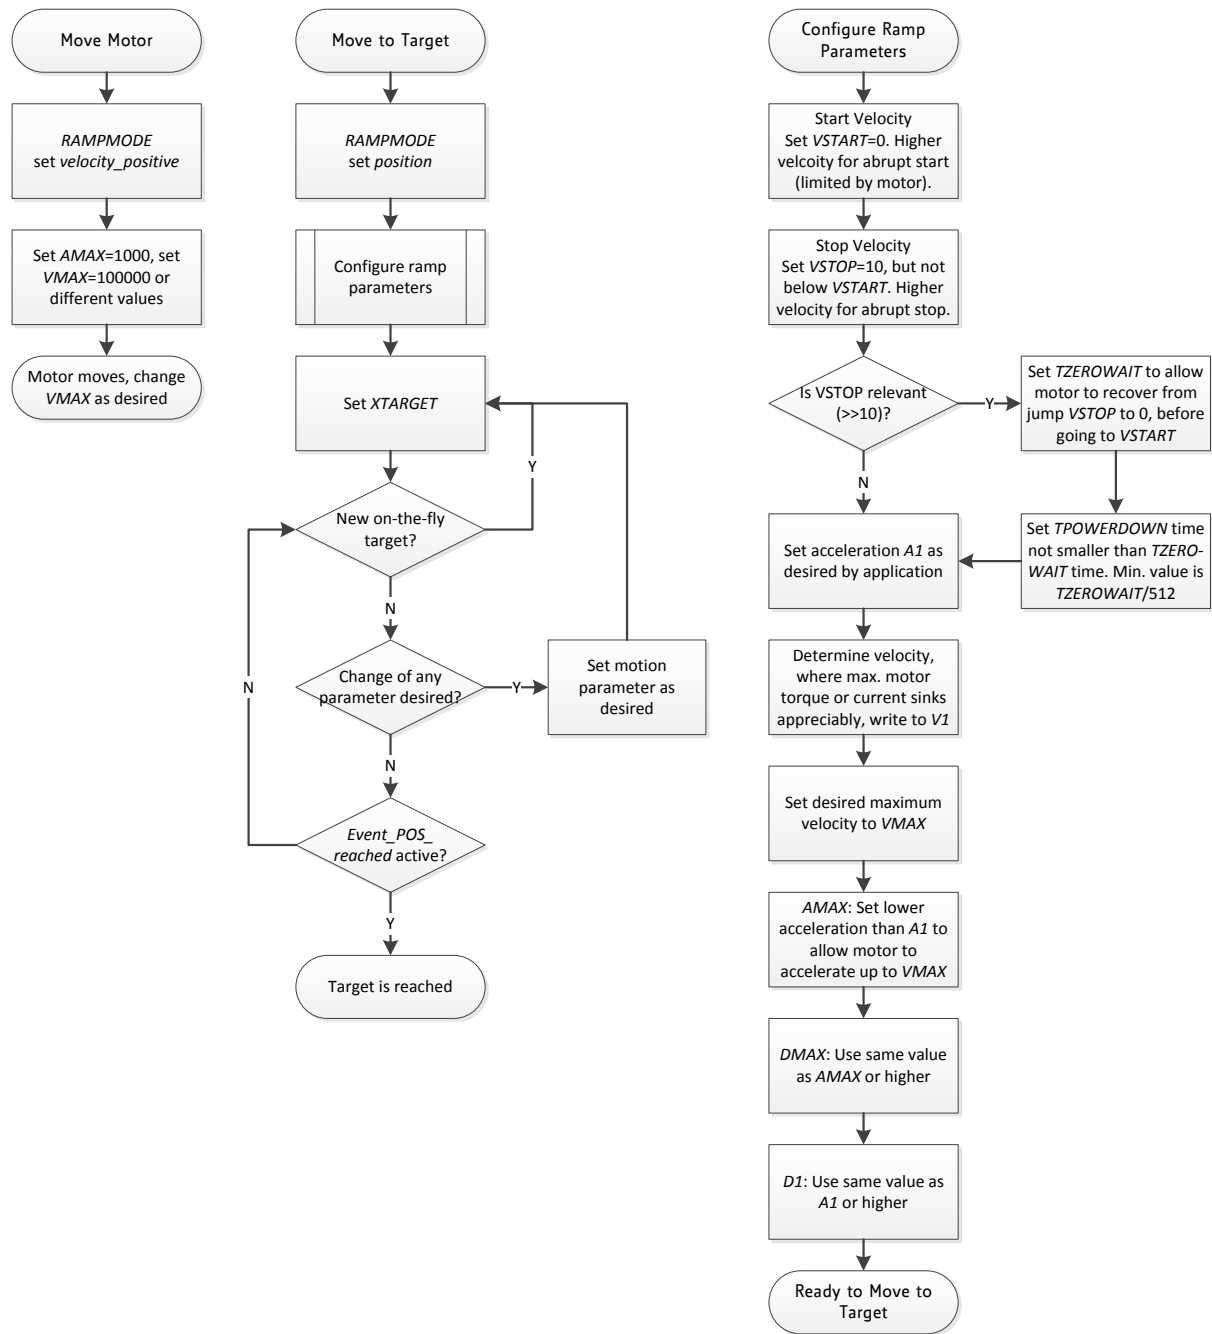 Move Motor
RAMPMODE
set velocity_positive
Set AMAX=1000, set
VMAX=100000 or
different values
Motor moves, change
VMAX as desired
Move to Target
RAMPMODE
set position
Configure ramp
parameters
Set XTARGET
Y
New on-the-fly
target?
N
Change of any
parameter desired?
Y
Set motion
parameter as
desired
N
N
Event_POS_
reached active?
Y
Target is reached
Configure Ramp
Parameters
Start Velocity
Set VSTART=0. Higher
velcoity for abrupt start
(limited by motor).
Stop Velocity
Set VSTOP=10, but not
below VSTART. Higher
velocity for abrupt stop.
Is VSTOP relevant
(>>10)?
Y
Set TZEROWAIT to allow
motor to recover from
jump VSTOP to 0, before
going to VSTART
N
Set TPOWERDOWN time
not smaller than TZERO-
WAIT time. Min. value is
TZEROWAIT/512
Set acceleration A1 as
desired by application
Determine velocity,
where max. motor
torque or current sinks
appreciably, write to V1
Set desired maximum
velocity to VMAX
AMAX: Set lower
acceleration than A1 to
allow motor to
accelerate up to VMAX
DMAX: Use same value
as AMAX or higher
D1: Use same value as
A1 or higher
Ready to Move to
Target